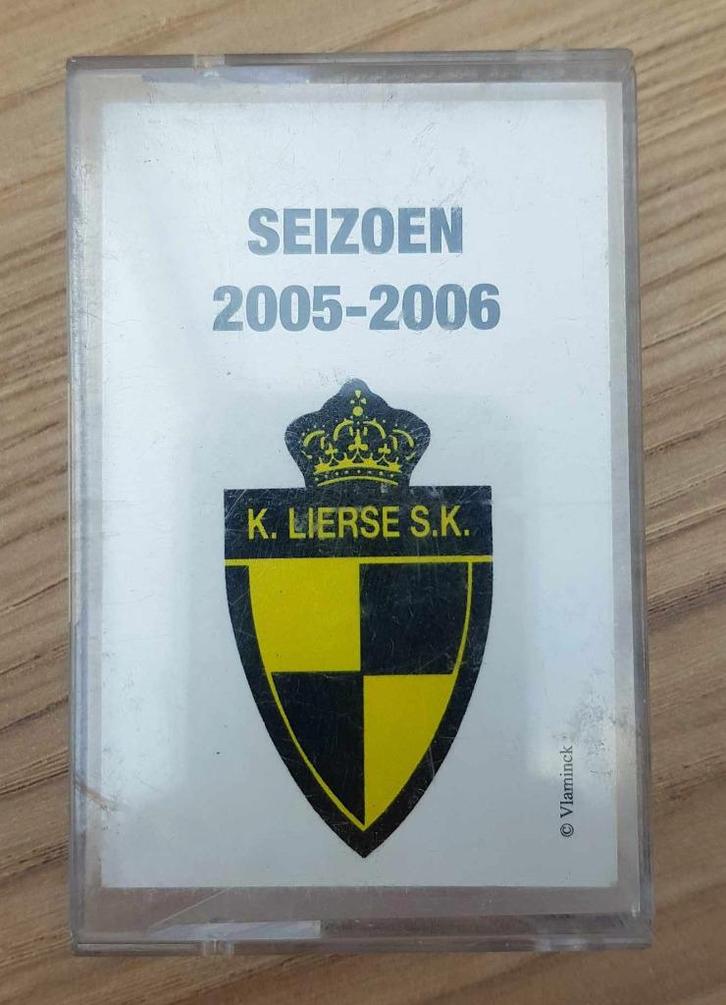 SEIZOEN
2005-2006
K. LIERSE S.K.
© Vlaminck